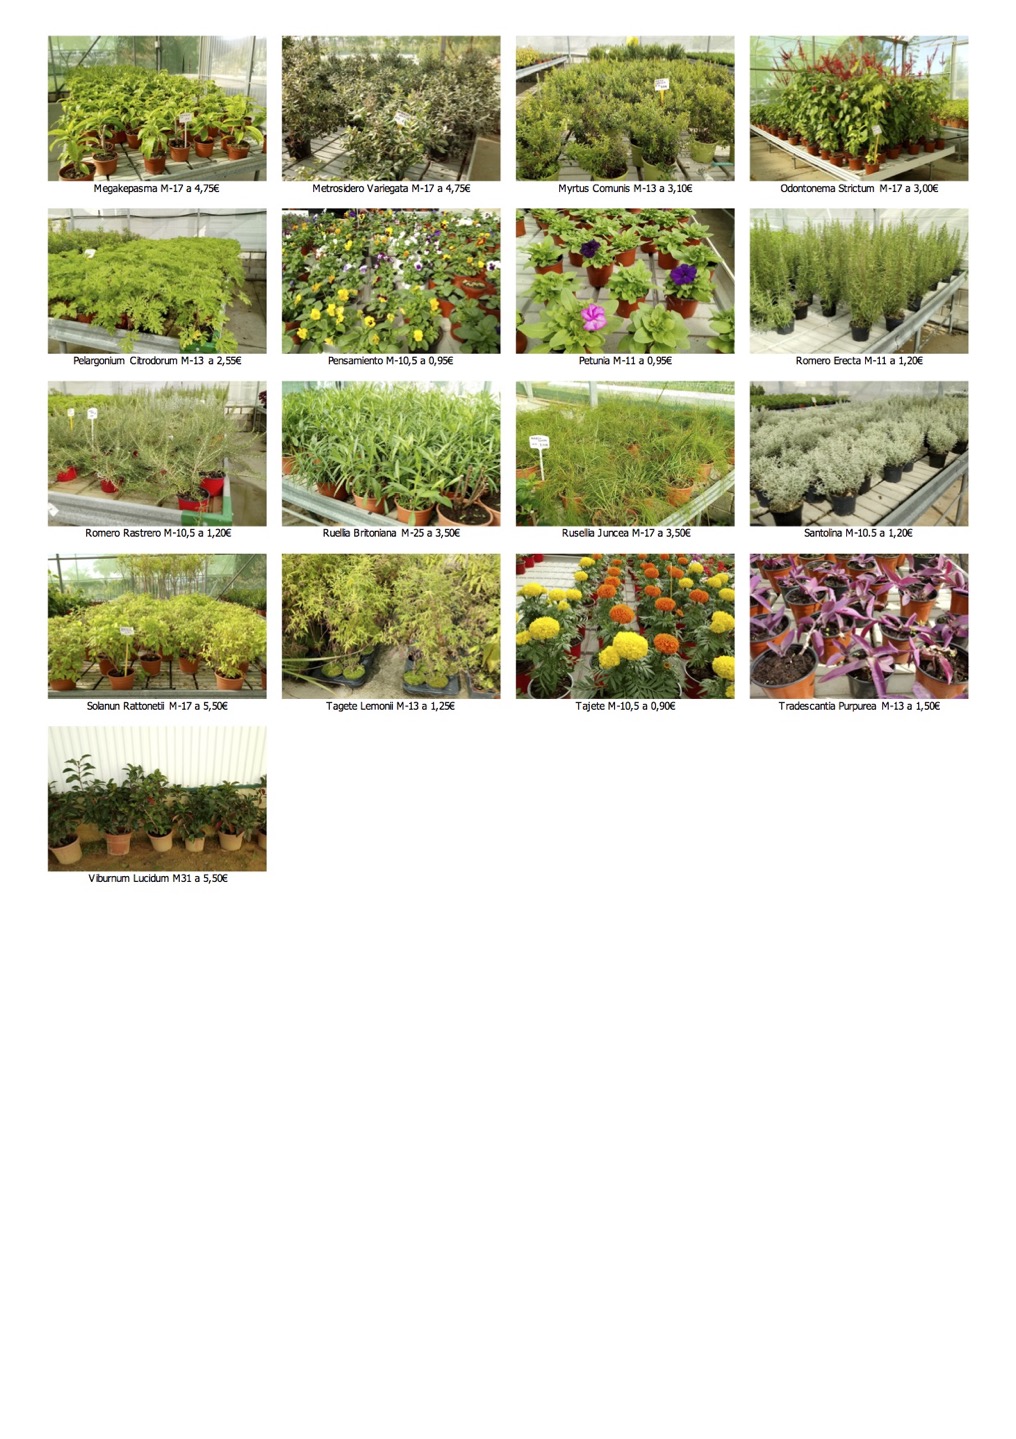 Megakepasma M-17 a 4,75€
Metrosidero Variegata M-17 a 4,75€
Myrtus Comunis M-13 a 3,10€
Odontonema Strictum M-17 a 3,00€
Pelargonium Citrodorum M-13 a 2,55€
Pensamiento M-10,5 a 0,95€
Petunia M-11 a 0,95€
Romero Erecta M-11 a 1,20€
Romero Rastrero M-10,5 a 1,20€
Ruellia Britoniana M-25 a 3,50€
Rusellia Juncea M-17 a 3,50€
Santolina M-10.5 a 1,20€
Solanun Rattonetii M-17 a 5,50€
Tagete Lemonii M-13 a 1,25€
Tajete M-10,5 a 0,90€
Tradescantia Purpurea M-13 a 1,50€
Viburnum Lucidum M31 a 5,50€